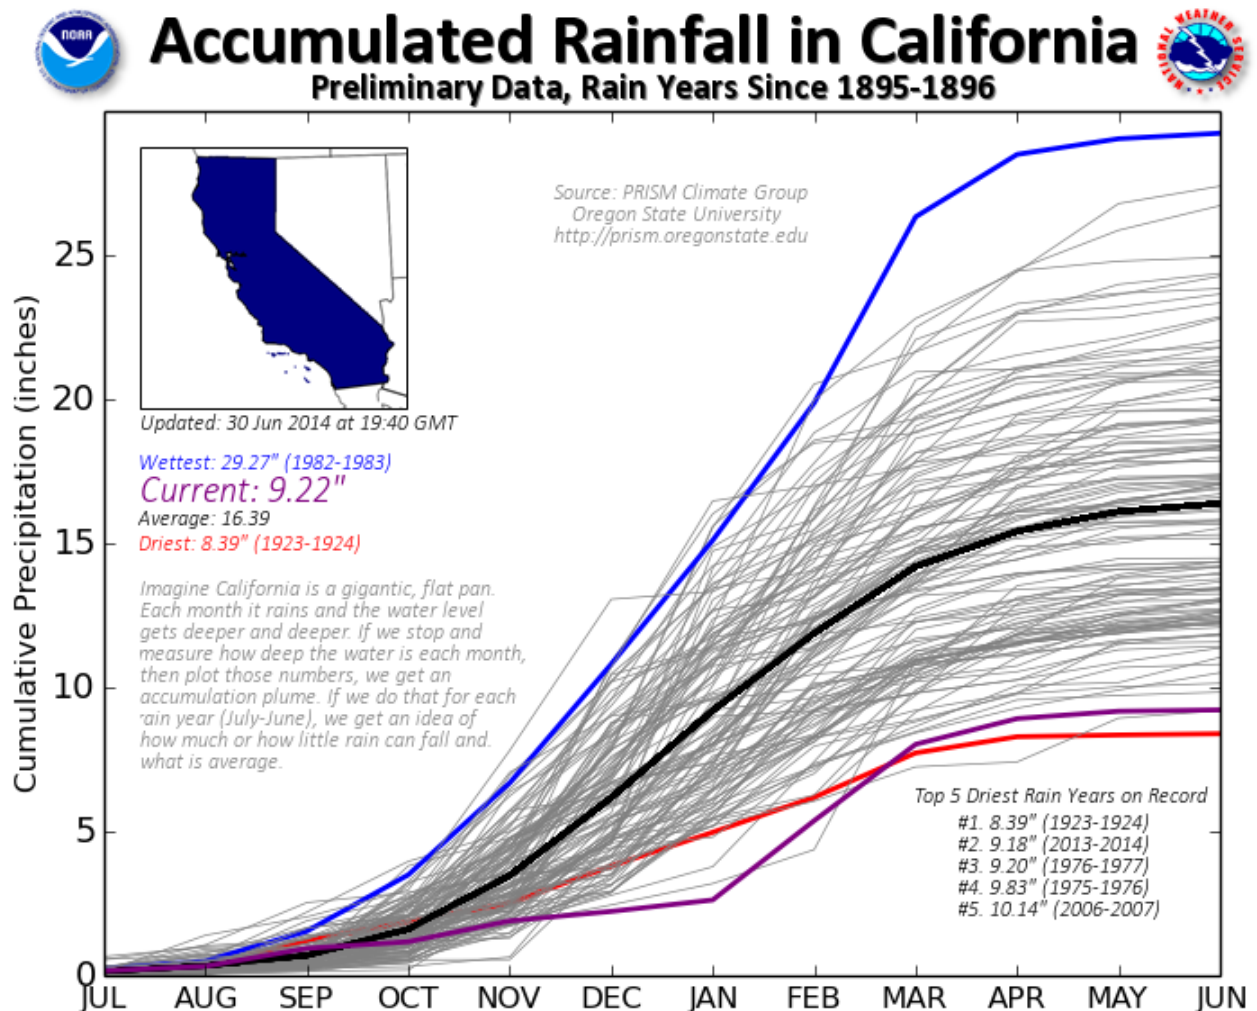 NOAA
Accumulated Rainfall in California
NATIONAL WEATHER SERVICE
Preliminary Data, Rain Years Since 1895-1896
Source: PRISM Climate Group
Oregon State University
http://prism.oregonstate.edu
Updated: 30 Jun 2014 at 19:40 GMT
Wettest: 29.27" (1982-1983)
Current: 9.22"
Average: 16.39
Driest: 8.39" (1923-1924)
Imagine California is a gigantic, flat pan.
Each month it rains and the water level
gets deeper and deeper. If we stop and
measure how deep the water is each month,
then plot those numbers, we get an
accumulation plume. If we do that for each
rain year (July-June), we get an idea of
how much or how little rain can fall and.
what is average.
Cumulative Precipitation (inches)
25
20
15
10
5
0
Top 5 Driest Rain Years on Record
#1. 8.39" (1923-1924)
#2. 9.18" (2013-2014)
#3. 9.20" (1976-1977)
#4. 9.83" (1975-1976)
#5. 10.14" (2006-2007)
JUL AUG SEP OCT NOV DEC JAN FEB MAR APR MAY JUN